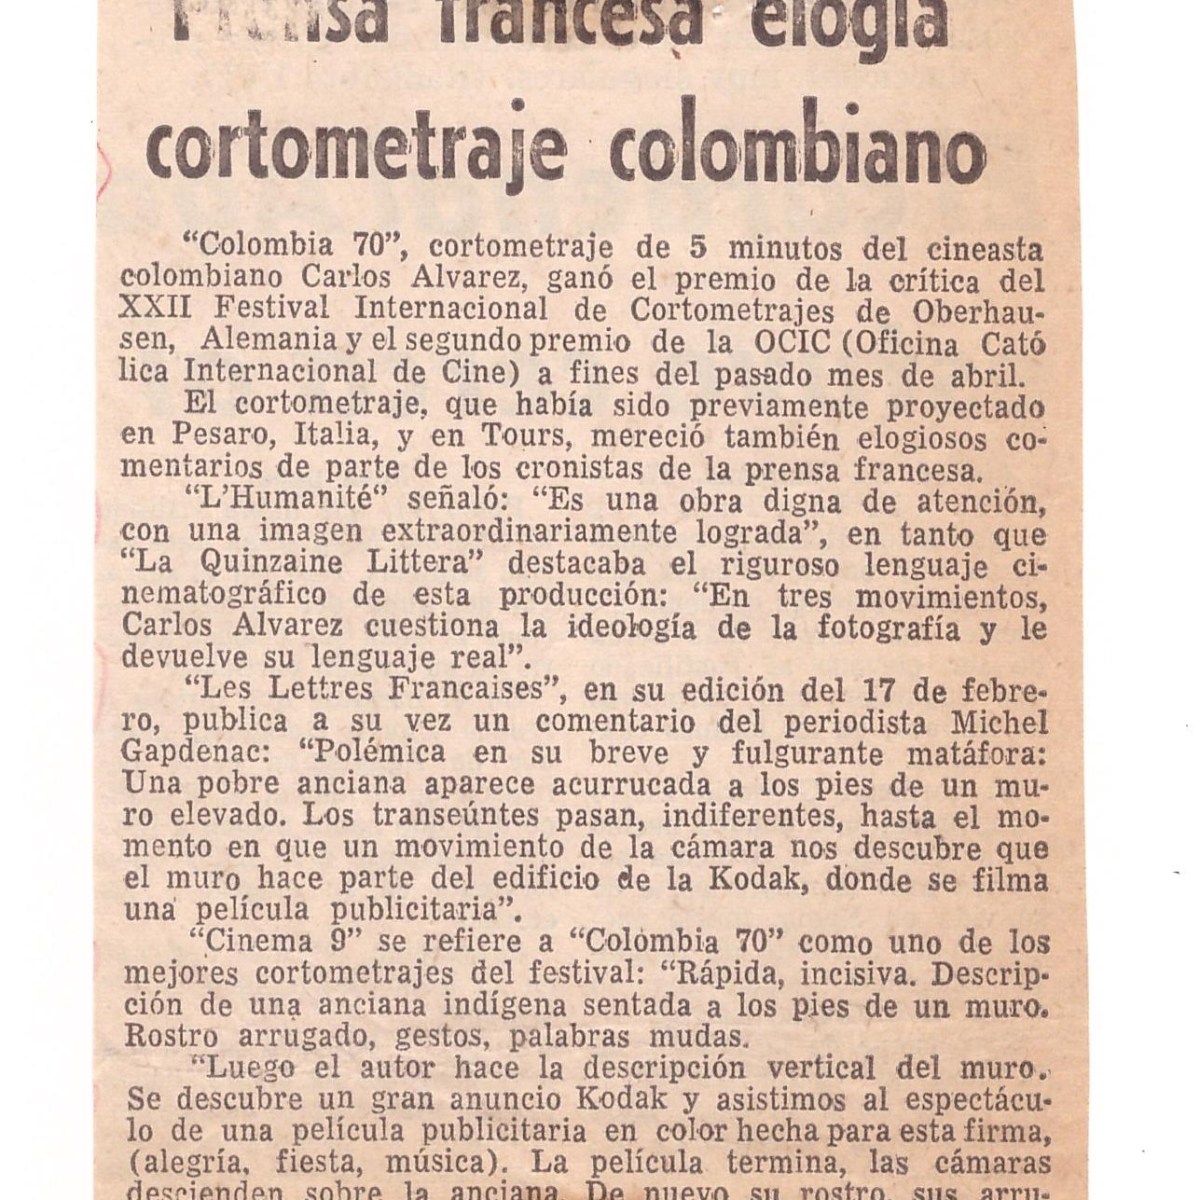 Prensa francesa elogia
cortometraje colombiano
“Colombia 70”, cortometraje de 5 minutos del cineasta
colombiano Carlos Alvarez, ganó el premio de la crítica del
XXII Festival Internacional de Cortometrajes de Oberhau-
sen, Alemania y el segundo premio de la OCIC (Oficina Cató
lica Internacional de Cine) a fines del pasado mes de abril.
El cortometraje, que había sido previamente proyectado
en Pesaro, Italia, y en Tours, mereció también elogiosos co-
mentarios de parte de los cronistas de la prensa francesa.
“L’Humanité“ señaló: “Es una obra digna de atención,
con una imagen extraordinariamente lograda”, en tanto que
“La Quinzaine Littera” destacaba el riguroso lenguaje ci-
nematográfico de esta producción: “En tres movimientos,
Carlos Alvarez cuestiona la ideología de la fotografía y le
devuelve su lenguaje real”.
“Les Lettres Francaises”, en su edición del 17 de febre-
ro, publica a su vez un comentario del periodista Michel
Gapdenac: “Polémica en su breve y fulgurante matáfora:
Una pobre anciana aparece acurrucada a los pies de un mu-
ro elevado. Los transeúntes pasan, indiferentes, hasta el mo-
mento en que un movimiento de la cámara nos descubre que
el muro hace parte del edificio de la Kodak, donde se filma
una película publicitaria”.
“Cinema 9” se refiere a “Colombia 70” como uno de los
mejores cortometrajes del festival: “Rápida, incisiva. Descrip-
ción de una anciana indígena sentada a los pies de un muro.
Rostro arrugado, gestos, palabras mudas.
“Luego el autor hace la descripción vertical del muro.
Se descubre un gran anuncio Kodak y asistimos al espectácu-
lo de una película publicitaria en color hecha para esta firma,
(alegría, fiesta, música). La película termina, las cámaras
descienden sobre la anciana. De nuevo su rostro, sus arru-